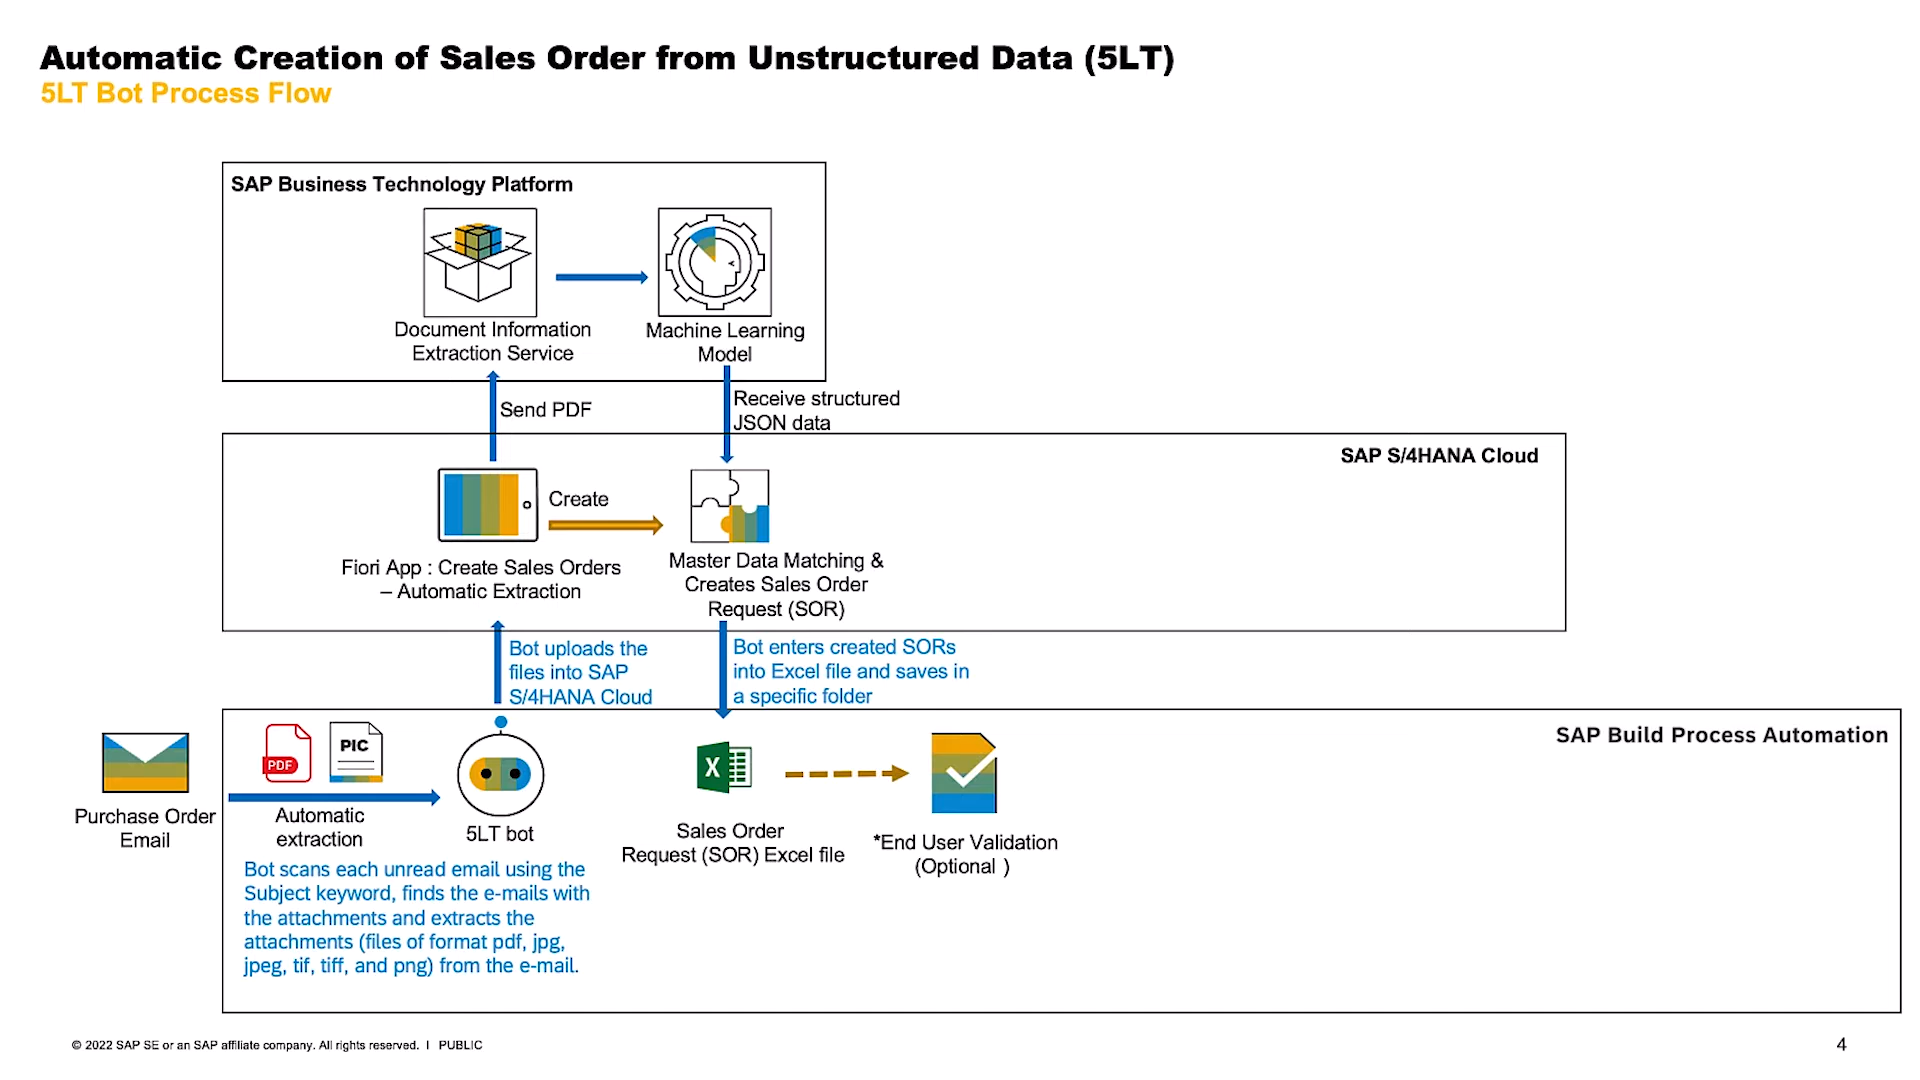 Automatic Creation of Sales Order from Unstructured Data (5LT)
5LT Bot Process Flow
SAP Business Technology Platform
Document Information
Extraction Service
Machine Learning
Model
Send PDF
Receive structured
JSON data
SAP S/4HANA Cloud
Create
Fiori App : Create Sales Orders
– Automatic Extraction
Master Data Matching &
Creates Sales Order
Request (SOR)
Bot uploads the
files into SAP
S/4HANA Cloud
Bot enters created SORs
into Excel file and saves in
a specific folder
SAP Build Process Automation
PDF
PIC
X
Purchase Order
Email
Automatic
extraction
5LT bot
Sales Order
Request (SOR) Excel file
*End User Validation
(Optional )
Bot scans each unread email using the
Subject keyword, finds the e-mails with
the attachments and extracts the
attachments (files of format pdf, jpg,
jpeg, tif, tiff, and png) from the e-mail.
© 2022 SAP SE or an SAP affiliate company. All rights reserved. I PUBLIC
4